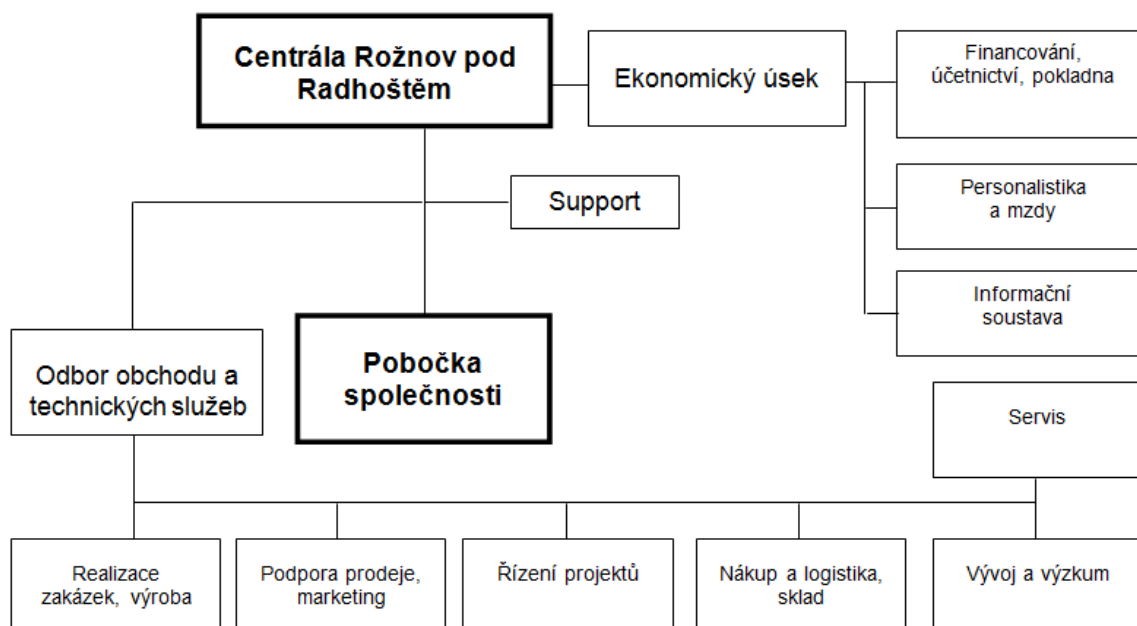 Centrála Rožnov pod
Radhoštěm
Ekonomický úsek
Financování,
účetnictví, pokladna
Personalistika
a mzdy
Support
Informační
soustava
Odbor obchodu a
technických služeb
Pobočka
společnosti
Servis
Realizace
zakázek, výroba
Podpora prodeje,
marketing
Řízení projektů
Nákup a logistika,
sklad
Vývoj a výzkum